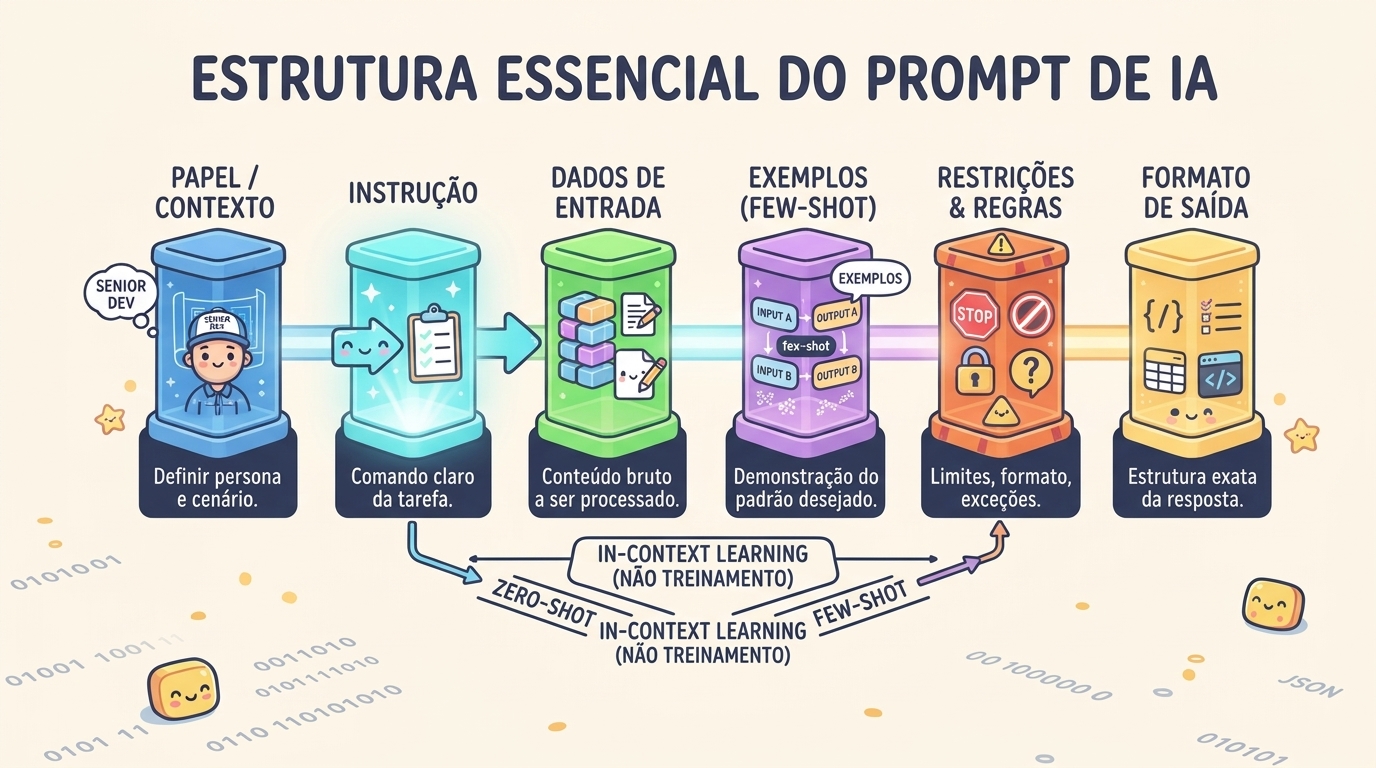 ESTRUTURA ESSENCIAL DO PROMPT DE IA
PAPEL /
CONTEXTO
INSTRUÇÃO
DADOS DE
ENTRADA
EXEMPLOS
(FEW-SHOT)
RESTRIÇÕES
& REGRAS
FORMATO
DE SAÍDA
SENIOR
DEV
EXEMPLOS
INPUT A
OUTPUT A
fex-shot
INPUT B
OUTPUT B
STOP
?
{/}
</>
Definir persona
e cenário.
Comando claro
da tarefa.
Conteúdo bruto
a ser processado.
Demonstração do
padrão desejado.
Limites, formato,
exceções.
Estrutura exata
da resposta.
IN-CONTEXT LEARNING
(NÃO TREINAMENTO)
ZERO-SHOT
FEW-SHOT
IN-CONTEXT LEARNING
(NÃO TREINAMENTO)
0101001
01001 1001 11
0011010
0101111010
0101 11
0110 110101010
00 1000000 0
JSON
010101